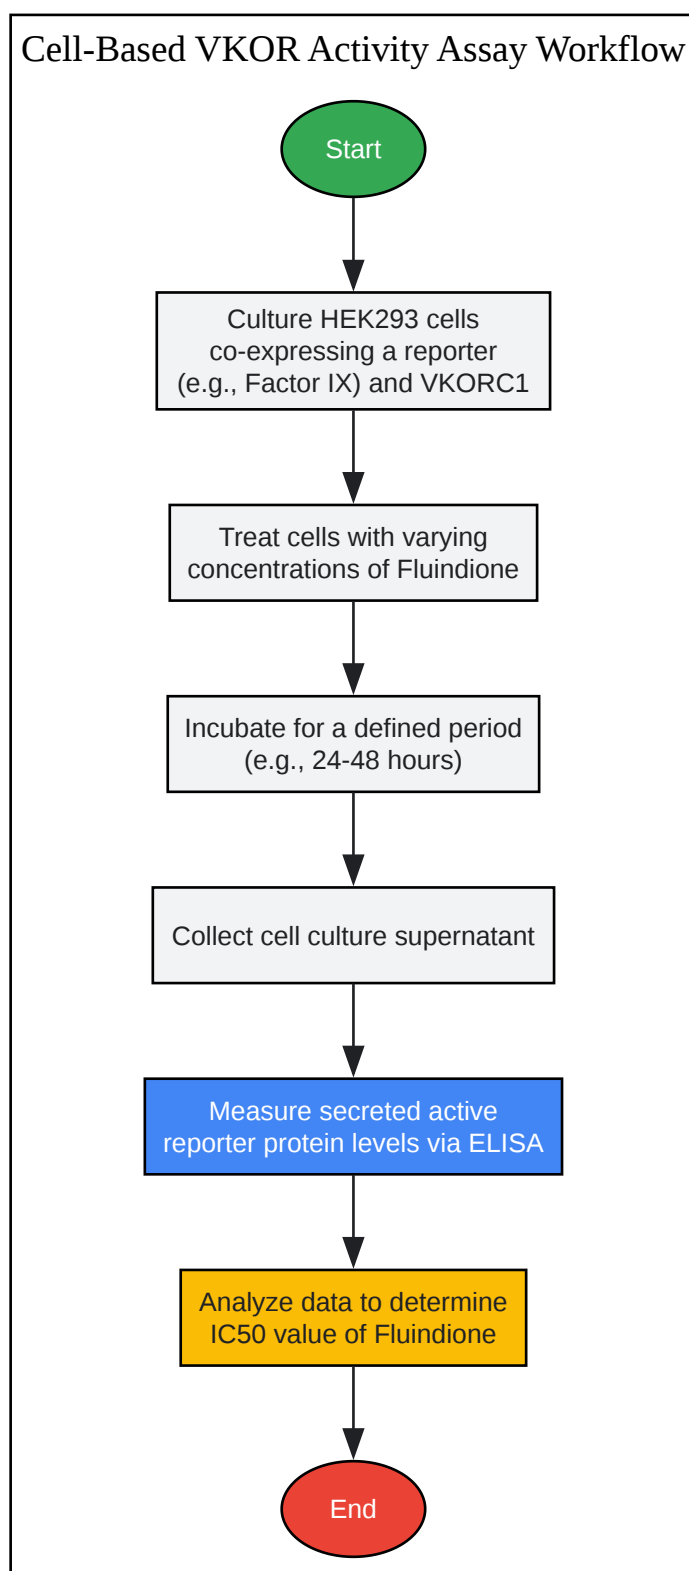 Cell-Based VKOR Activity Assay Workflow
Start
Culture HEK293 cells
co-expressing a reporter
(e.g., Factor IX) and VKORC1
Treat cells with varying
concentrations of Fluindione
Incubate for a defined period
(e.g., 24-48 hours)
Collect cell culture supernatant
Measure secreted active
reporter protein levels via ELISA
Analyze data to determine
IC50 value of Fluindione
End